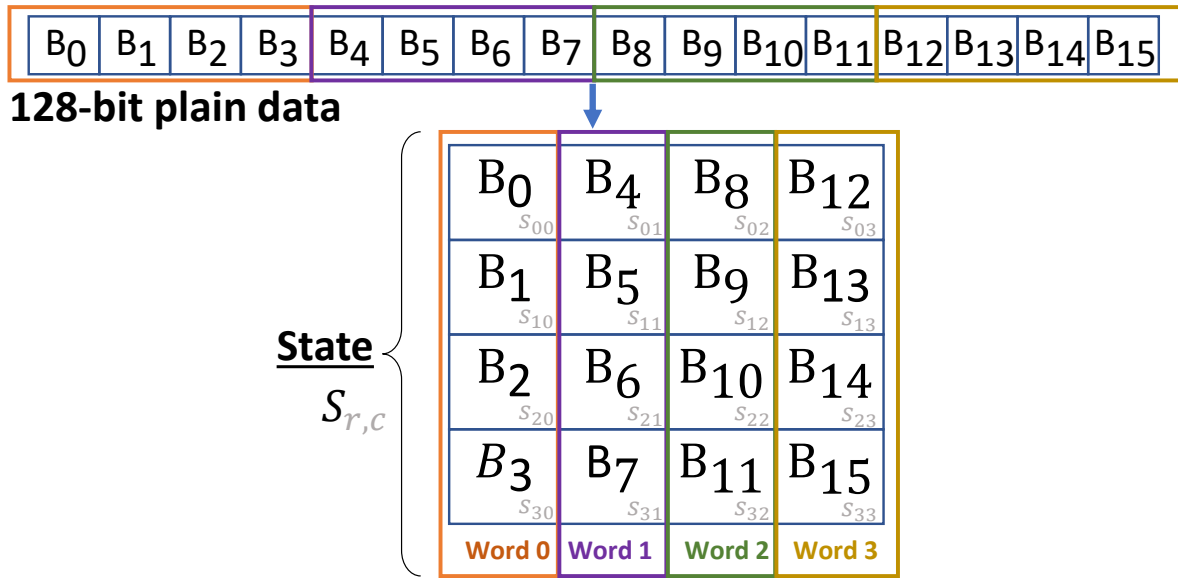 B₀ B₁ B₂ B₃ B₄ B₅ B₆ B₇ B₈ B₉ B₁₀ B₁₁ B₁₂ B₁₃ B₁₄ B₁₅
128-bit plain data
B₀ S₀₀ B₄ S₀₁ B₈ S₀₂ B₁₂ S₀₃
B₁ S₁₀ B₅ S₁₁ B₉ S₁₂ B₁₃ S₁₃
State
S_{r,c}
B₂ S₂₀ B₆ S₂₁ B₁₀ S₂₂ B₁₄ S₂₃
B₃ S₃₀ B₇ S₃₁ B₁₁ S₃₂ B₁₅ S₃₃
Word 0 Word 1 Word 2 Word 3